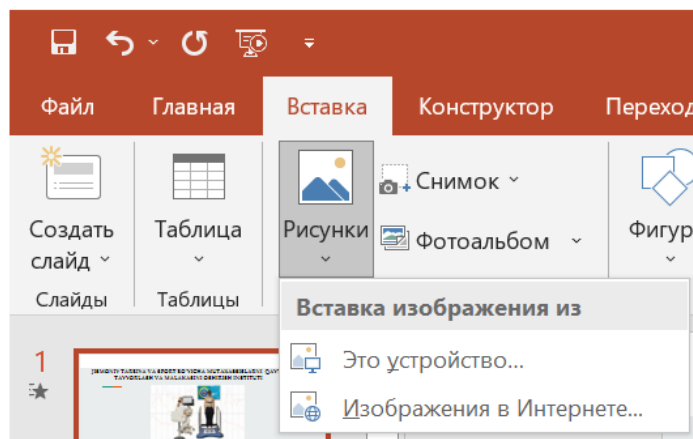 Файл Главная Вставка Конструктор Переход
Создать слайд
Таблица
Рисунки
Снимок
Фотоальбом
Фигур
Слайды
Таблицы
Вставка изображения из
Это устройство...
Изображения в Интернете...
1